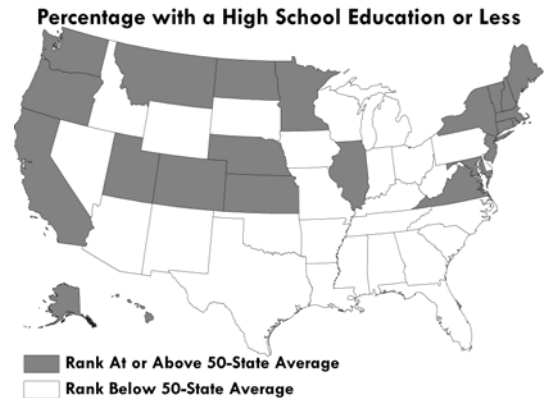 Percentage with a High School Education or Less
Rank At or Above 50-State Average
Rank Below 50-State Average